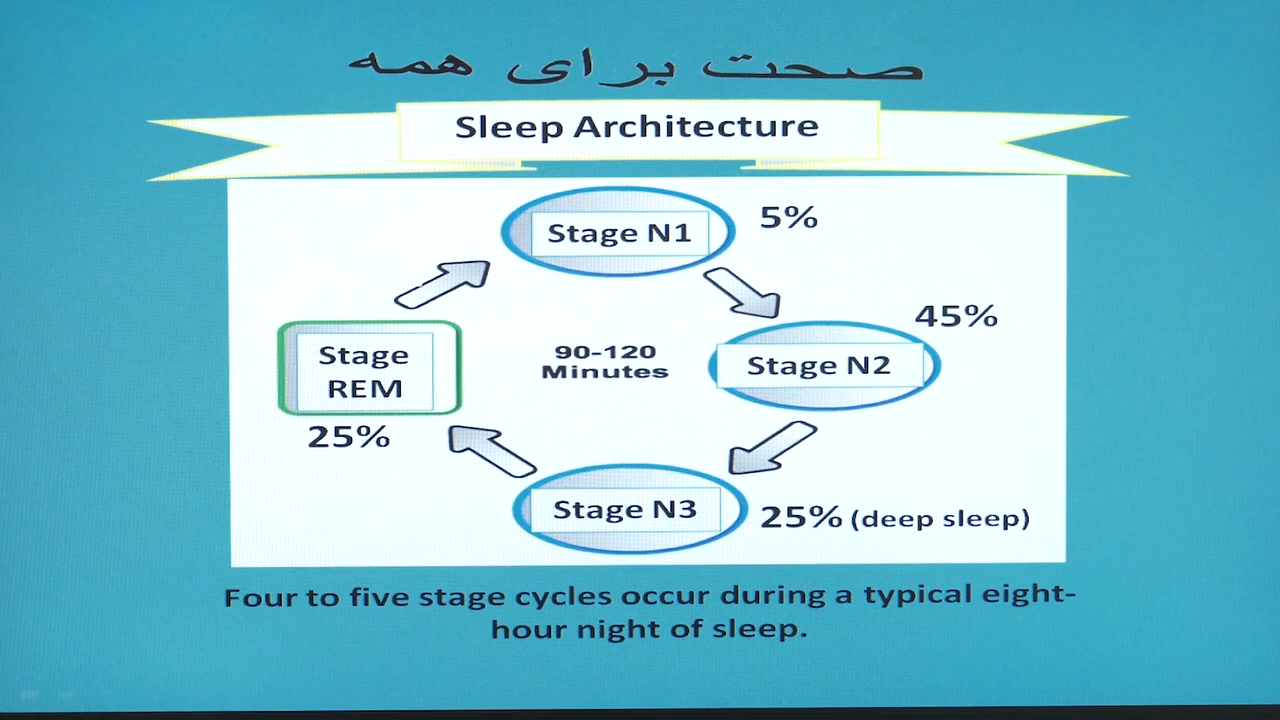 صحت برای همه
Sleep Architecture
Stage N1
5%
45%
Stage N2
90-120
Minutes
Stage
REM
25%
Stage N3
25% (deep sleep)
Four to five stage cycles occur during a typical eight-
hour night of sleep.